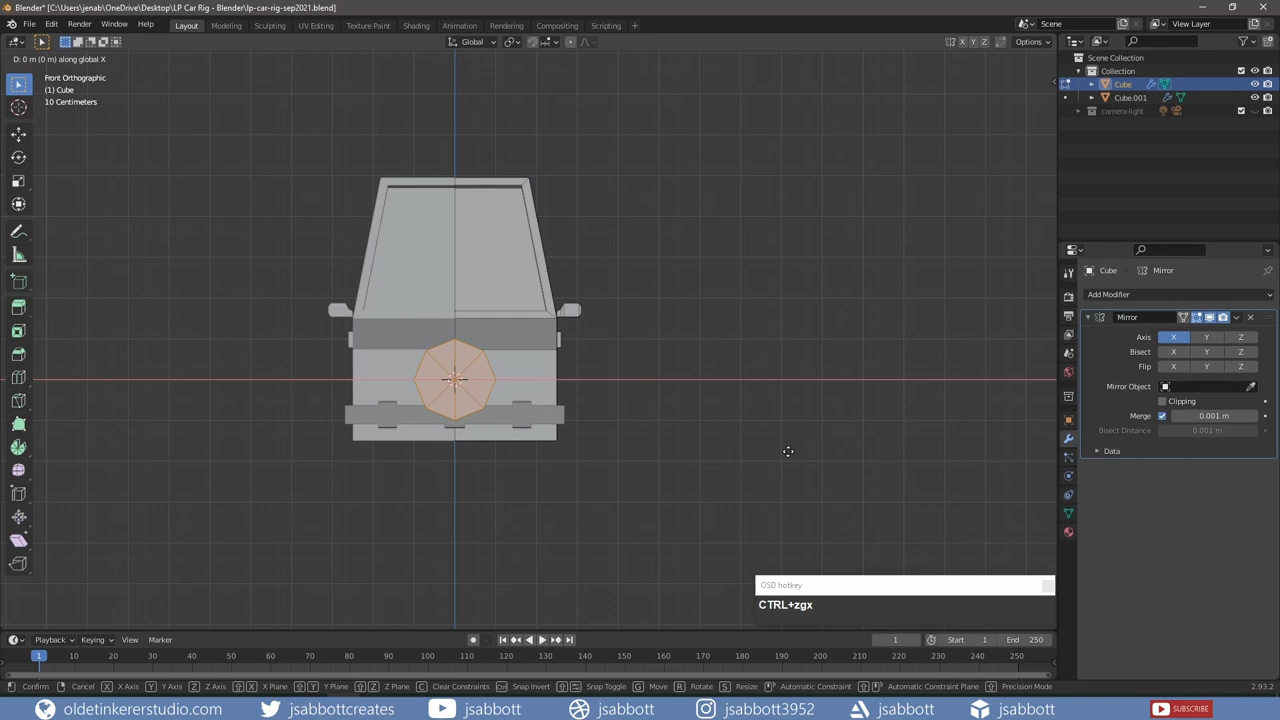 Blender* [C:\Users\jenab\OneDrive\Desktop\LP Car Rig - Blender\lp-car-rig-sep2021.blend]
File Edit Render Window Help Layout Modeling Sculpting UV Editing Texture Paint Shading Animation Rendering Compositing Scripting Scene View Layer
Global X Y Z Options
D: 0 m (0 m) along global X
Front Orthographic
(1) Cube
10 Centimeters
Scene Collection
Collection
Cube
Cube.001
camera-light
Cube Mirror
Add Modifier
Mirror
Axis X Y Z
Bisect X Y Z
Flip X Y Z
Mirror Object
Clipping
Merge 0.001 m
Bisect Distance 0.001 m
Data
OSD hotkey
CTRL+zgx
Playback Keying View Marker 1 Start 1 End 250
1 10 20 30 40 50 60 70 80 90 100 110 120 130 140 150 160 170 180 190 200 210 220 230 240 250
Confirm Cancel X X Axis Y Y Axis Z Z Axis X X Plane Y Y Plane Z Z Plane C Clear Constraints Snap Invert Snap Toggle G Move R Rotate S Resize Automatic Constraint Automatic Constraint Plane Precision Mode 2.93.2
oldetinkererstudio.com jsabbottcreates jsabbott jsabbott jsabbott3952 jsabbott jsabbott SUBSCRIBE